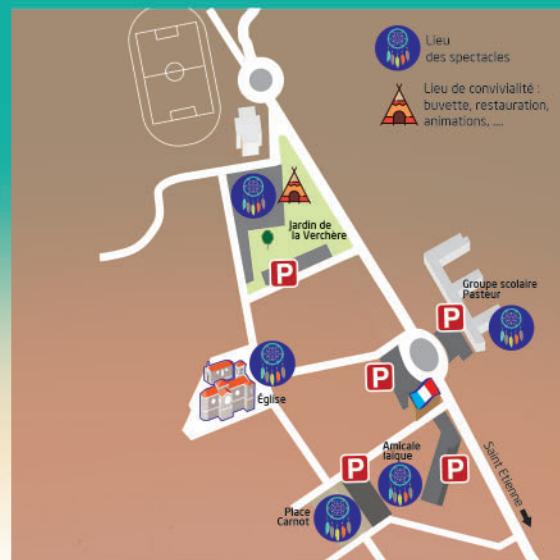 Lieu
des spectacles
Lieu de convivialité :
buvette, restauration,
animations, ....
Jardin de
la Verchère
P
Groupe scolaire
Pasteur
P
P
Église
Amicale
laïque
P
P
Saint Etienne
Place
Carnot